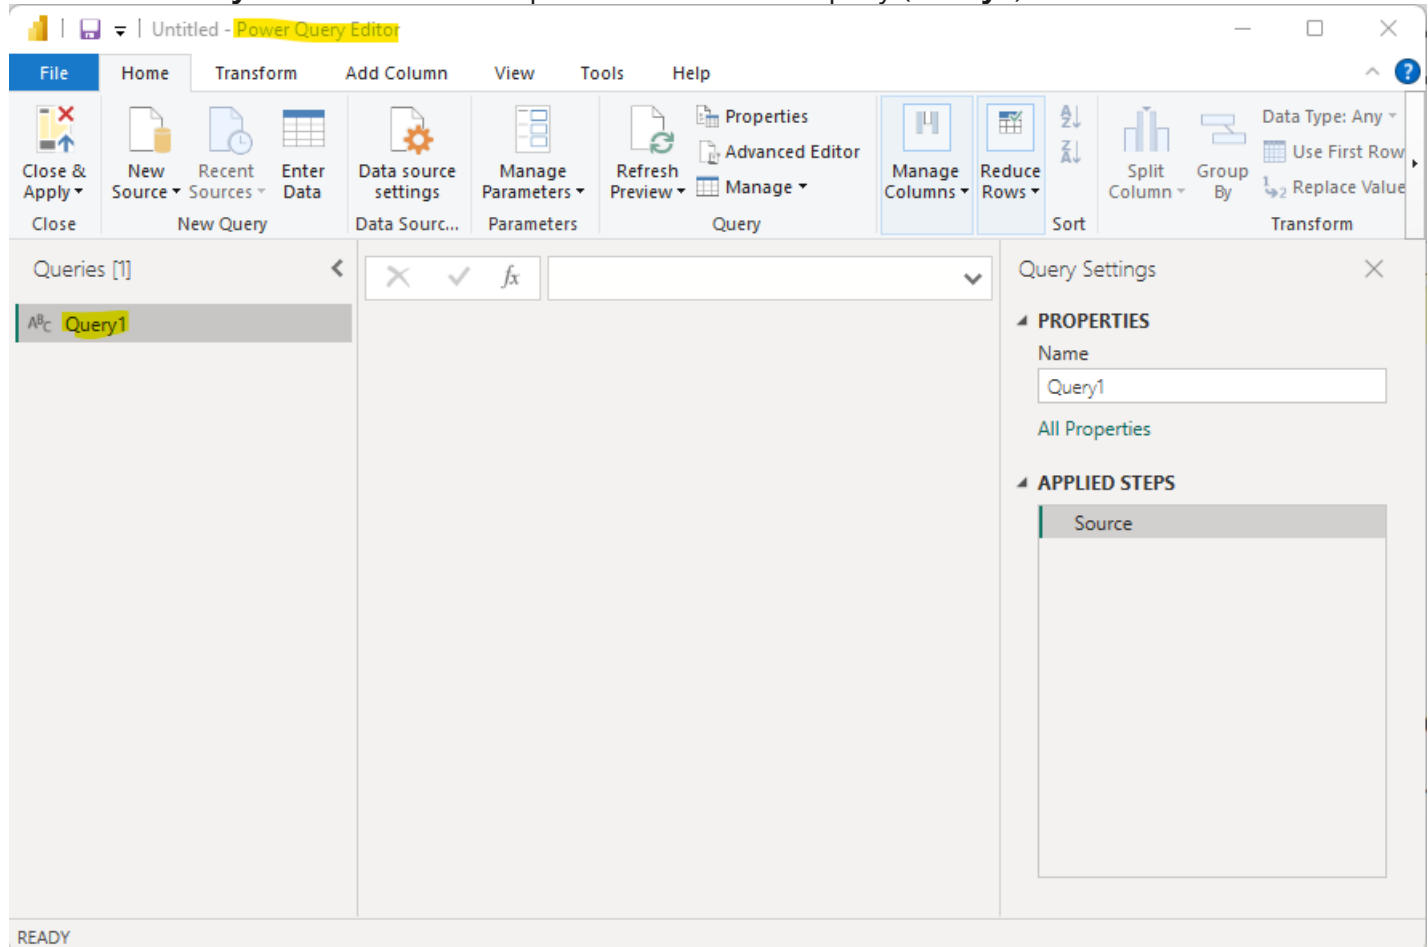 Untitled - Power Query Editor
File Home Transform Add Column View Tools Help
Close & Apply
New Source
Recent Sources
Enter Data
Data source settings
Manage Parameters
Refresh Preview
Properties
Advanced Editor
Manage
Manage Columns
Reduce Rows
Split Column
Group By
Data Type: Any
Use First Row
Replace Value
Close New Query Data Sourc... Parameters Query Sort Transform
Queries [1]
fx
Query Settings
ABC Query1
PROPERTIES
Name
Query1
All Properties
APPLIED STEPS
Source
READY